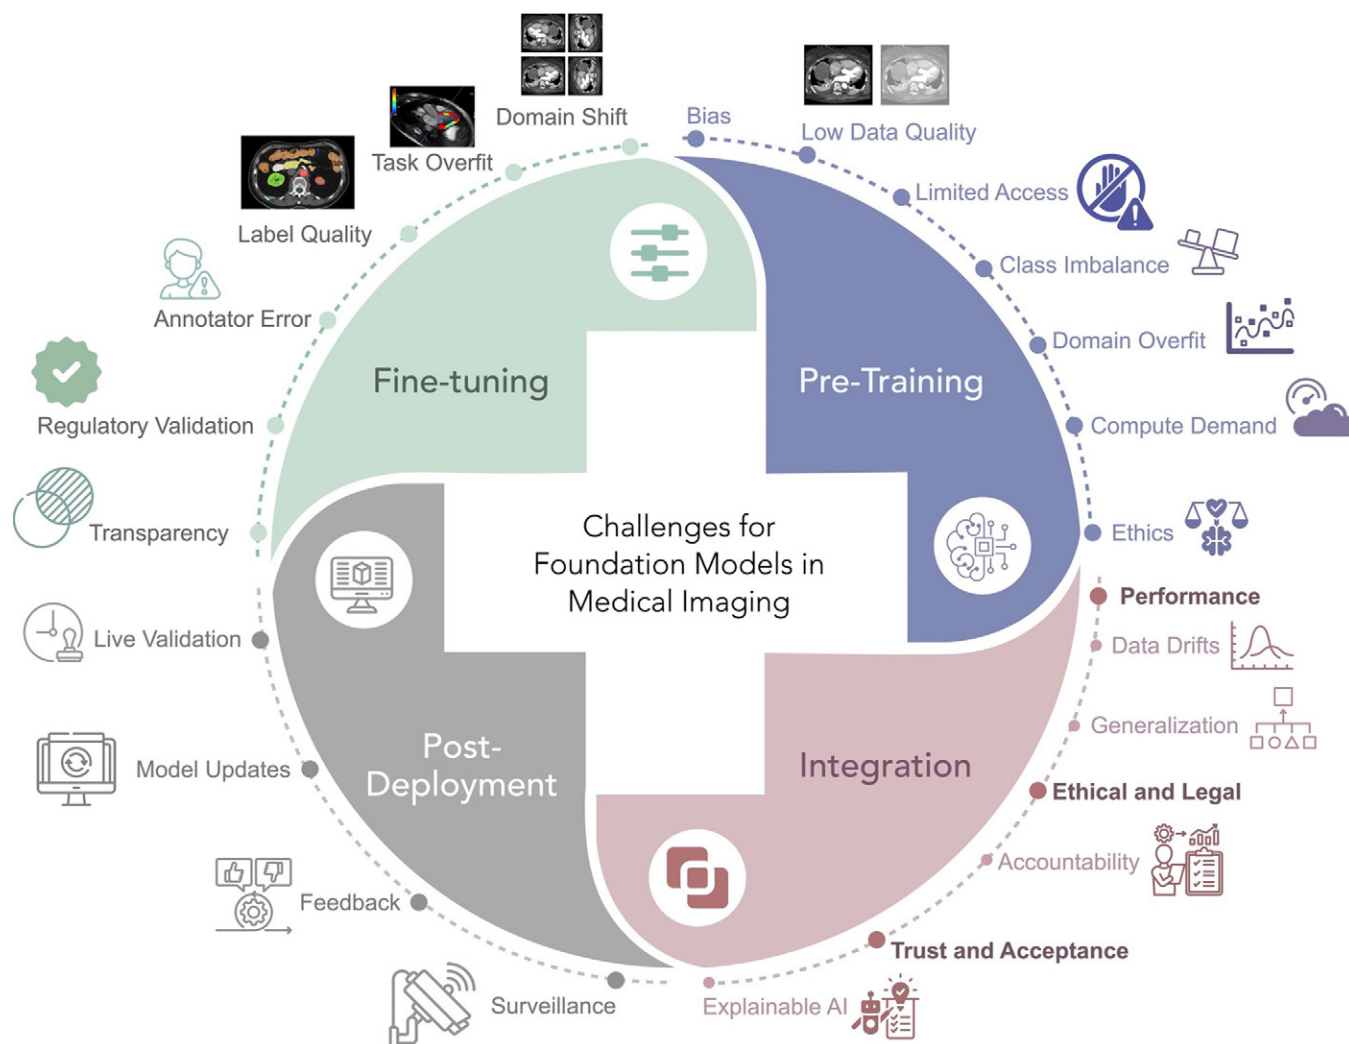 Domain Shift
Task Overfit
Label Quality
Annotator Error
Regulatory Validation
Transparency
Fine-tuning
Bias
Low Data Quality
Limited Access
Class Imbalance
Domain Overfit
Compute Demand
Ethics
Pre-Training
Challenges for
Foundation Models in
Medical Imaging
Performance
Data Drifts
Generalization
Ethical and Legal
Accountability
Trust and Acceptance
Explainable AI
Integration
Post-
Deployment
Live Validation
Model Updates
Feedback
Surveillance